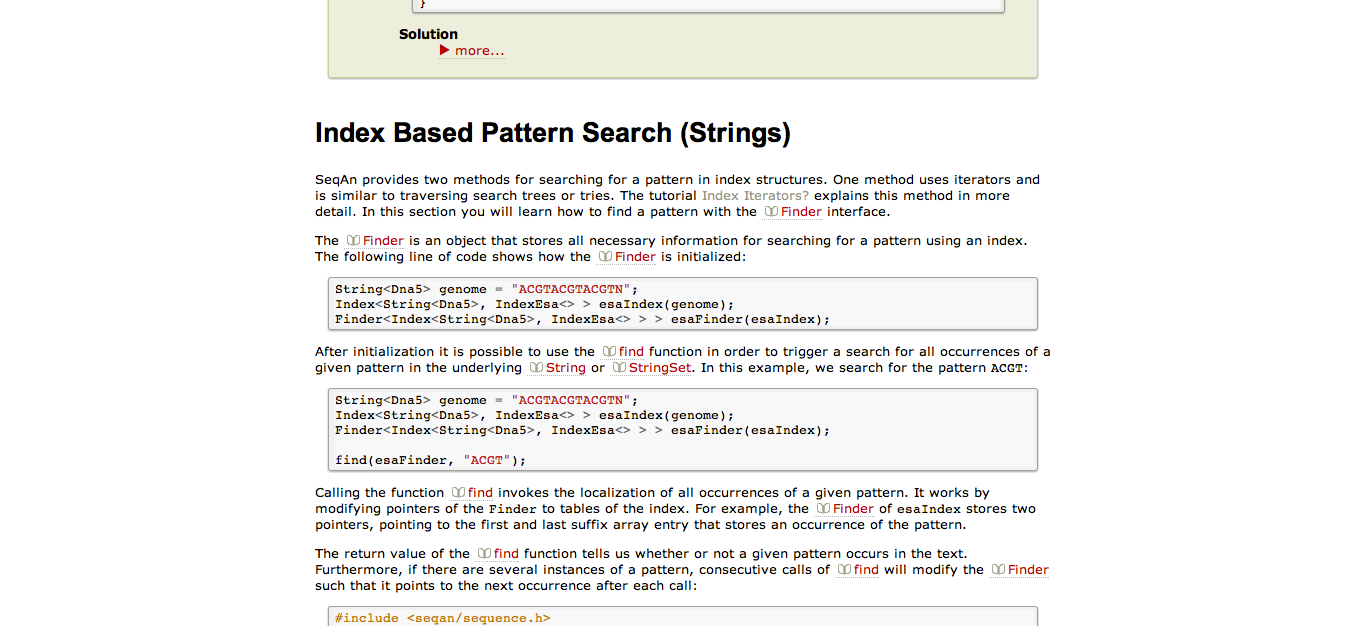 }
Solution
more...
Index Based Pattern Search (Strings)
SeqAn provides two methods for searching for a pattern in index structures. One method uses iterators and
is similar to traversing search trees or tries. The tutorial Index Iterators? explains this method in more
detail. In this section you will learn how to find a pattern with the Finder interface.
The Finder is an object that stores all necessary information for searching for a pattern using an index.
The following line of code shows how the Finder is initialized:
String<Dna5> genome = "ACGTACGTACGTN";
Index<String<Dna5>, IndexEsa<> > esaIndex(genome);
Finder<Index<String<Dna5>, IndexEsa<> > > esaFinder(esaIndex);
After initialization it is possible to use the find function in order to trigger a search for all occurrences of a
given pattern in the underlying String or StringSet. In this example, we search for the pattern ACGT:
String<Dna5> genome = "ACGTACGTACGTN";
Index<String<Dna5>, IndexEsa<> > esaIndex(genome);
Finder<Index<String<Dna5>, IndexEsa<> > > esaFinder(esaIndex);
find(esaFinder, "ACGT");
Calling the function find invokes the localization of all occurrences of a given pattern. It works by
modifying pointers of the Finder to tables of the index. For example, the Finder of esaIndex stores two
pointers, pointing to the first and last suffix array entry that stores an occurrence of the pattern.
The return value of the find function tells us whether or not a given pattern occurs in the text.
Furthermore, if there are several instances of a pattern, consecutive calls of find will modify the Finder
such that it points to the next occurrence after each call:
#include <seqan/sequence.h>